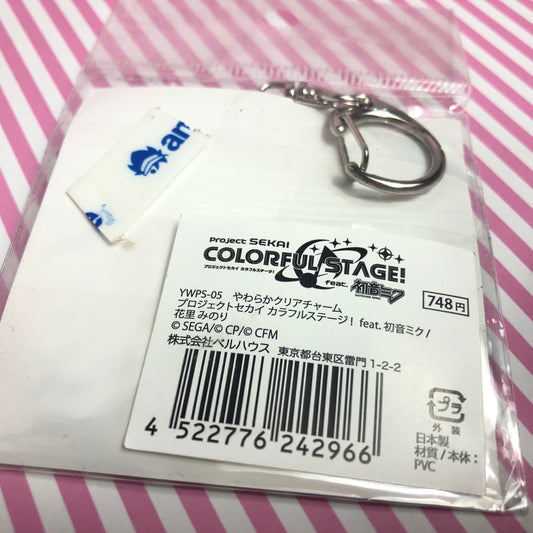 an
Project SEKAI
COLORFUL STAGE!
プロジェクトセカイ カラフルステージ!
feat. 初音ミク
HATSUNE MIKU
748円
YWPS-05 やわらかクリアチャーム
プロジェクトセカイ カラフルステージ! feat. 初音ミク /
花里 みのり
© SEGA/ © CP/ © CFM
株式会社ベルハウス 東京都台東区雷門 1-2-2
4 522776 242966
プラ
外装
日本製
材質 / 本体:
PVC